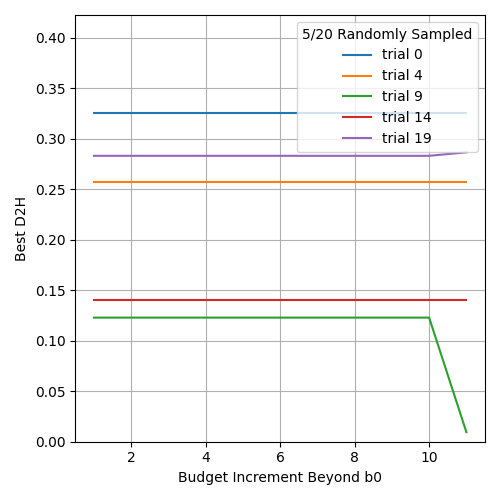 5/20 Randomly Sampled
trial 0
trial 4
trial 9
trial 14
trial 19
0.40
0.35
0.30
0.25
0.20
0.15
0.10
0.05
0.00
Best D2H
2 4 6 8 10
Budget Increment Beyond b0